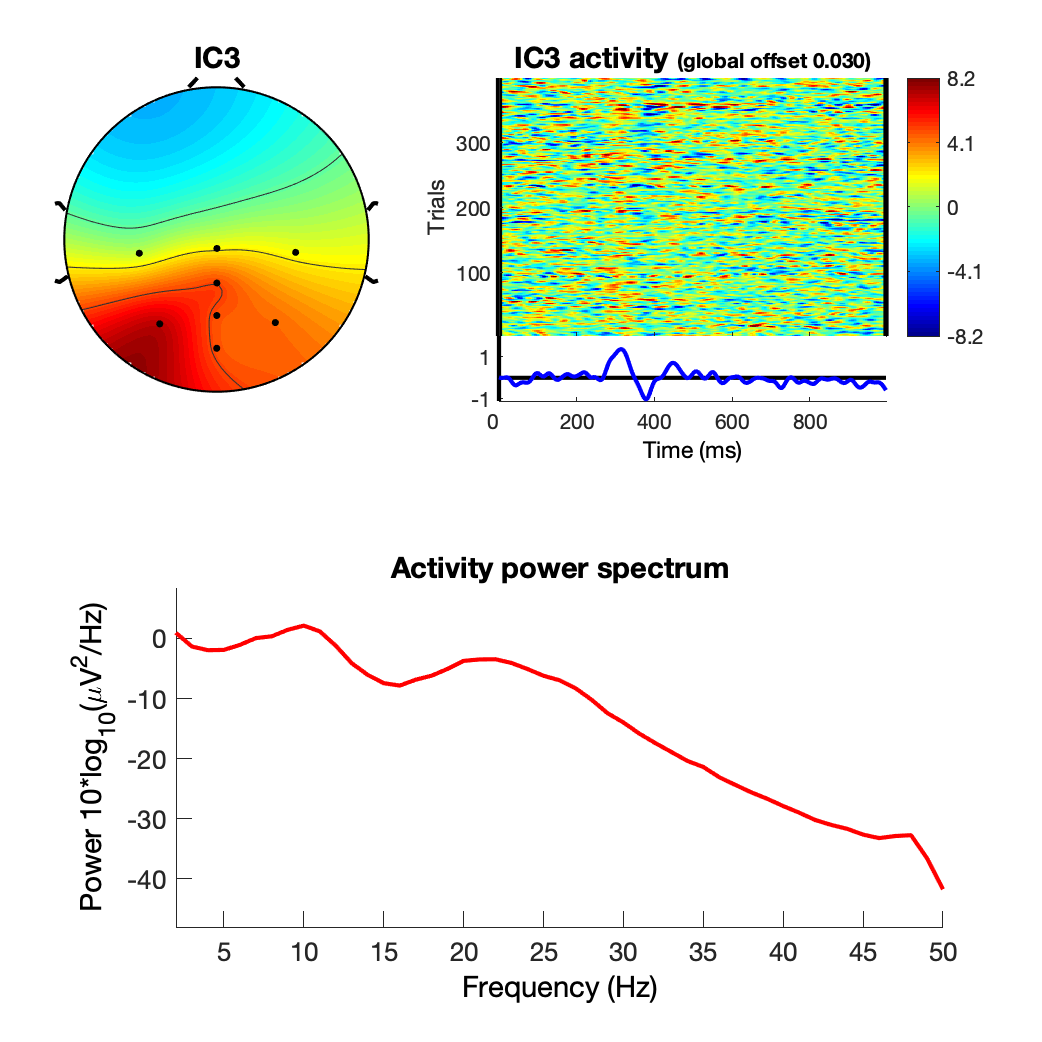 IC3
IC3 activity (global offset 0.030)
Trials
300
200
100
8.2
4.1
0
-4.1
-8.2
1
-1
0 200 400 600 800
Time (ms)
Activity power spectrum
Power 10*log10(μV2/Hz)
0
-10
-20
-30
-40
5 10 15 20 25 30 35 40 45 50
Frequency (Hz)